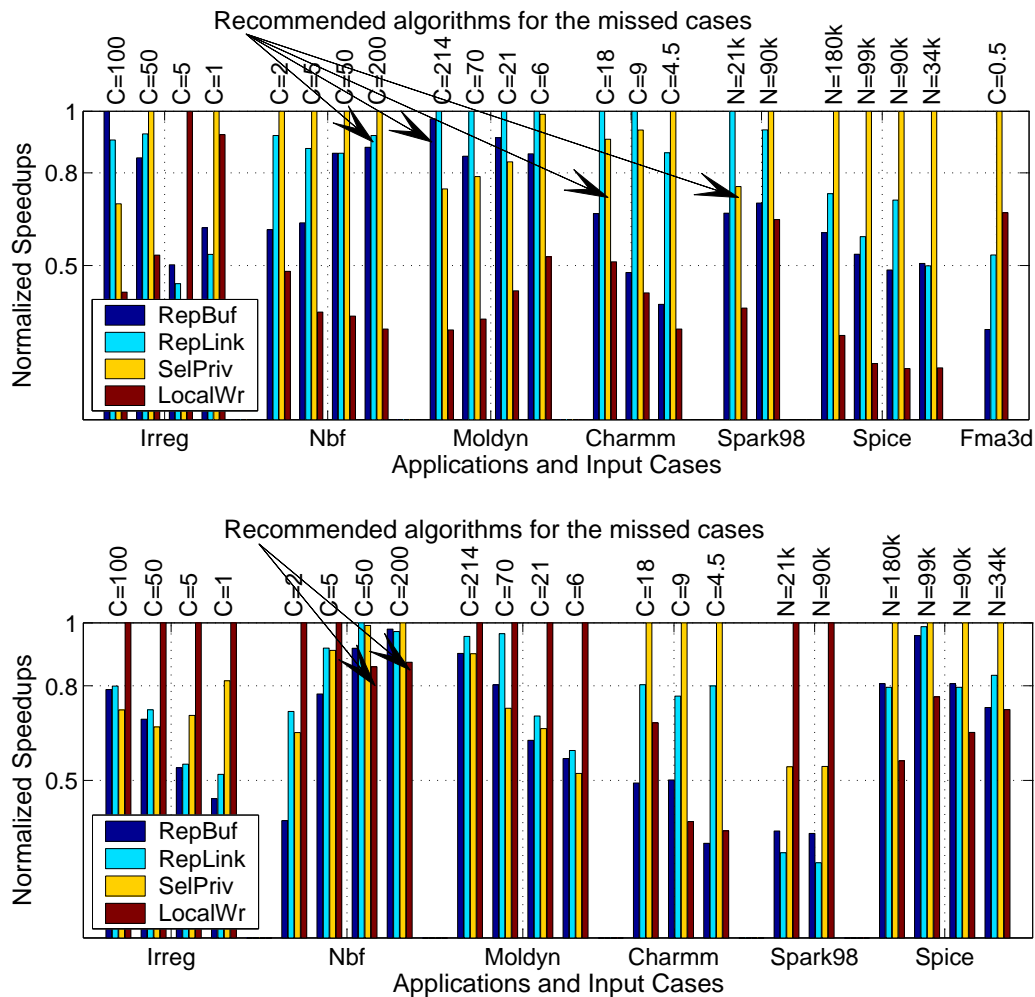 Recommended algorithms for the missed cases
C=100 C=50 C=5 C=1 C=2 C=5 C=50 C=200 C=214 C=70 C=21 C=6 C=18 C=9 C=4.5 N=21k N=90k N=180k N=99k N=90k N=34k C=0.5
1
0.8
0.5
Normalized Speedups
RepBuf
RepLink
SelPriv
LocalWr
Irreg Nbf Moldyn Charmm Spark98 Spice Fma3d
Applications and Input Cases
Recommended algorithms for the missed cases
C=100 C=50 C=5 C=1 C=2 C=5 C=50 C=200 C=214 C=70 C=21 C=6 C=18 C=9 C=4.5 N=21k N=90k N=180k N=99k N=90k N=34k
1
0.8
0.5
Normalized Speedups
RepBuf
RepLink
SelPriv
LocalWr
Irreg Nbf Moldyn Charmm Spark98 Spice
Applications and Input Cases